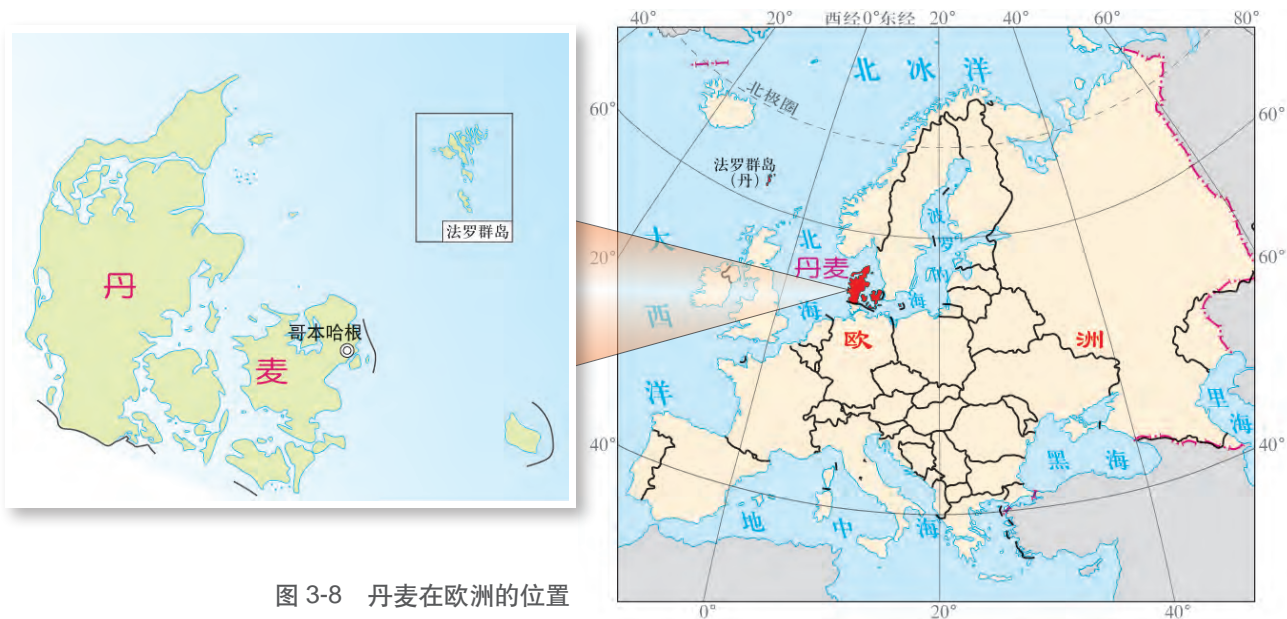 丹
麦
哥本哈根
法罗群岛
图 3-8 丹麦在欧洲的位置
40°
20°
西经0°东经
20°
40°
60°
80°
北冰洋
北极圈
60°
60°
法罗群岛
(丹)
大
西
洋
北
海
丹麦
波
罗
的
海
20°
60°
欧
洲
里
海
黑海
40°
40°
地中海
0°
20°
40°